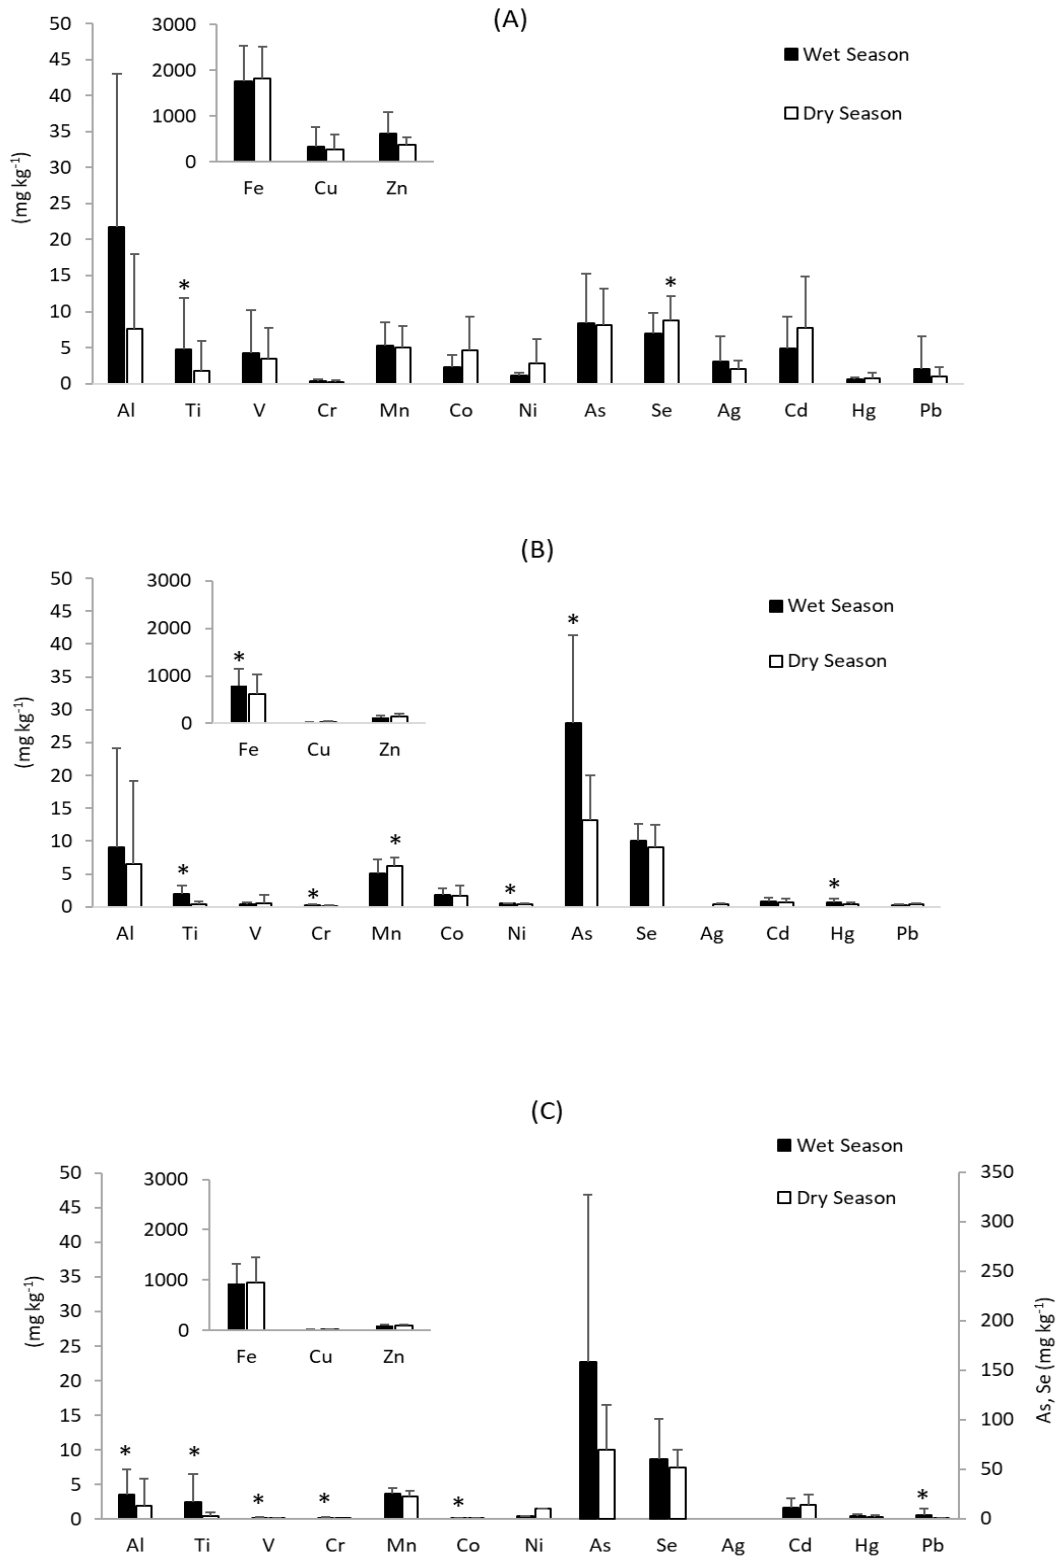 (A)
50
45
40
35
30
25
20
15
10
5
0
(mg kg-1)
3000
2000
1000
0
Fe Cu Zn
Wet Season
Dry Season
* *
Al Ti V Cr Mn Co Ni As Se Ag Cd Hg Pb
(B)
50
45
40
35
30
25
20
15
10
5
0
(mg kg-1)
3000
2000
1000
0
*
Fe Cu Zn
Wet Season
Dry Season
* * * * * *
Al Ti V Cr Mn Co Ni As Se Ag Cd Hg Pb
(C)
50
45
40
35
30
25
20
15
10
5
0
(mg kg-1)
3000
2000
1000
0
Fe Cu Zn
Wet Season
Dry Season
350
300
250
200
150
100
50
0
As, Se (mg kg-1)
* * * * * *
Al Ti V Cr Mn Co Ni As Se Ag Cd Hg Pb